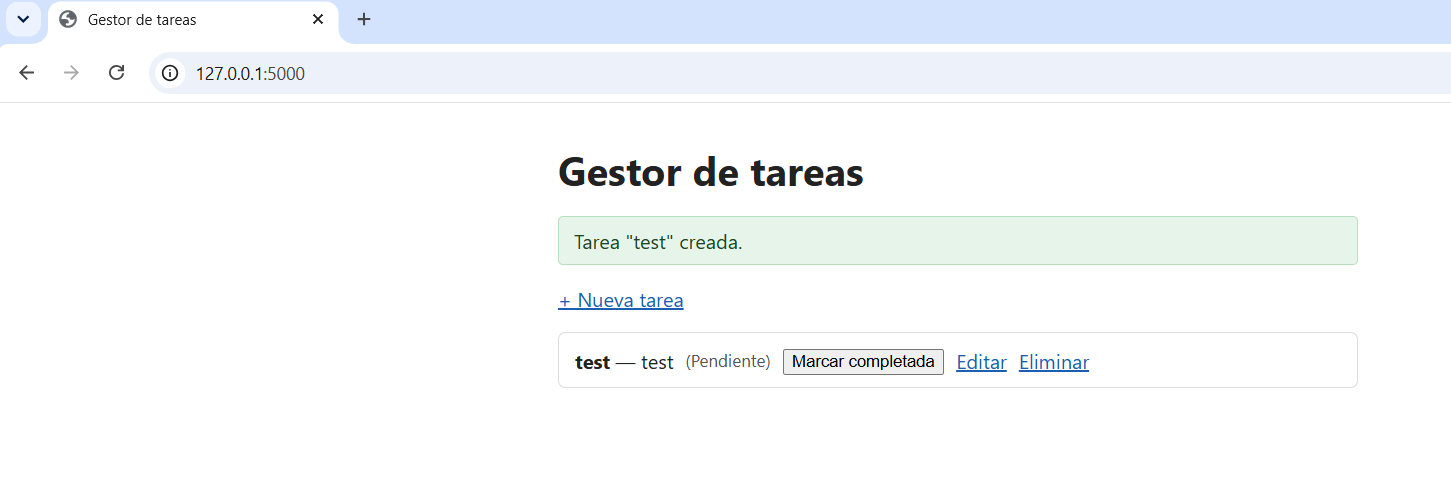 Gestor de tareas
127.0.0.1:5000
Gestor de tareas
Tarea "test" creada.
+ Nueva tarea
test — test (Pendiente) Marcar completada Editar Eliminar